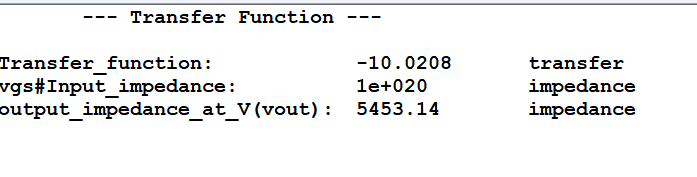 --- Transfer Function ---
Transfer_function: -10.0208 transfer
vgs#Input_impedance: 1e+020 impedance
output_impedance_at_V(vout): 5453.14 impedance